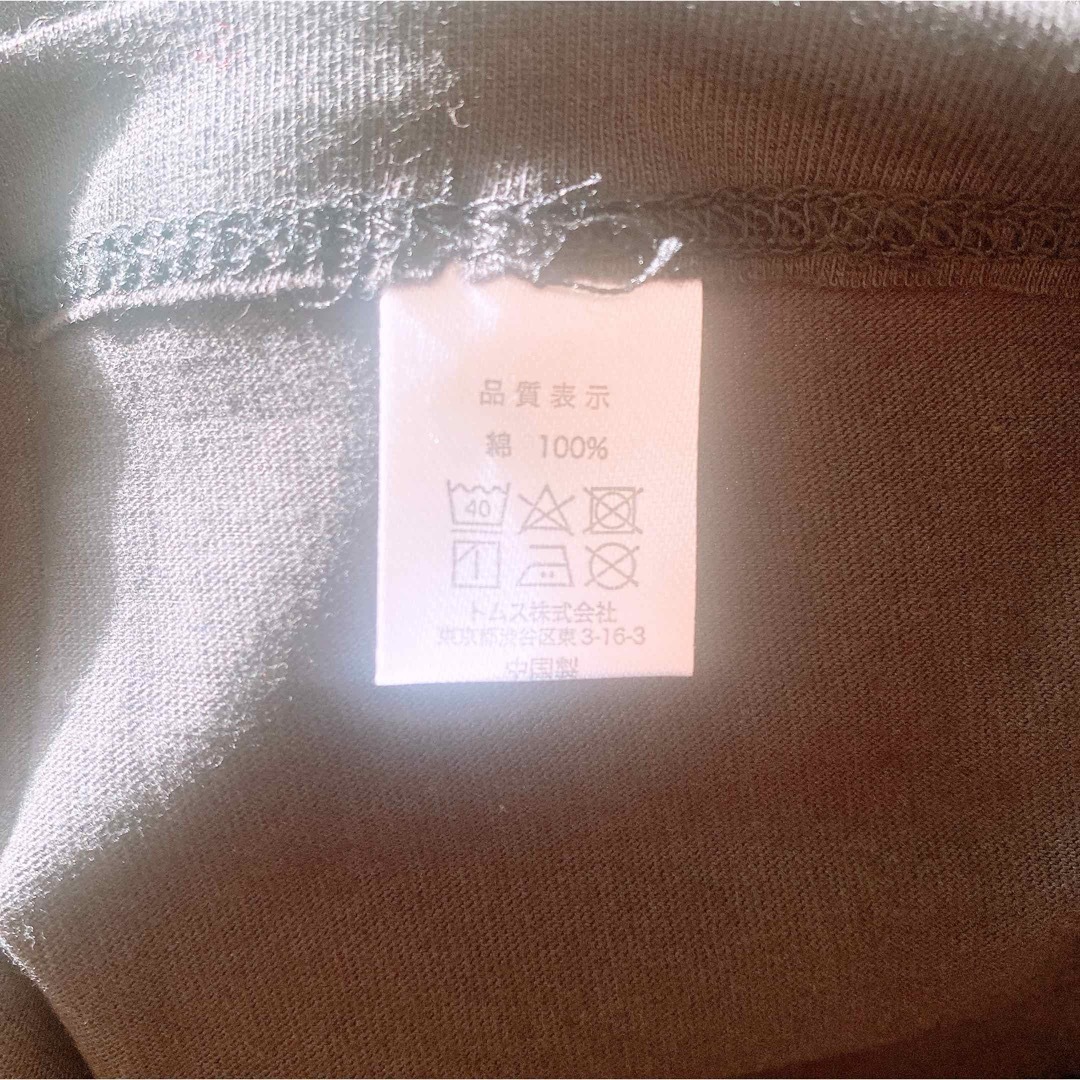 品質表示
綿 100%
40
トムス株式会社
東京都渋谷区東3-16-3
中国製